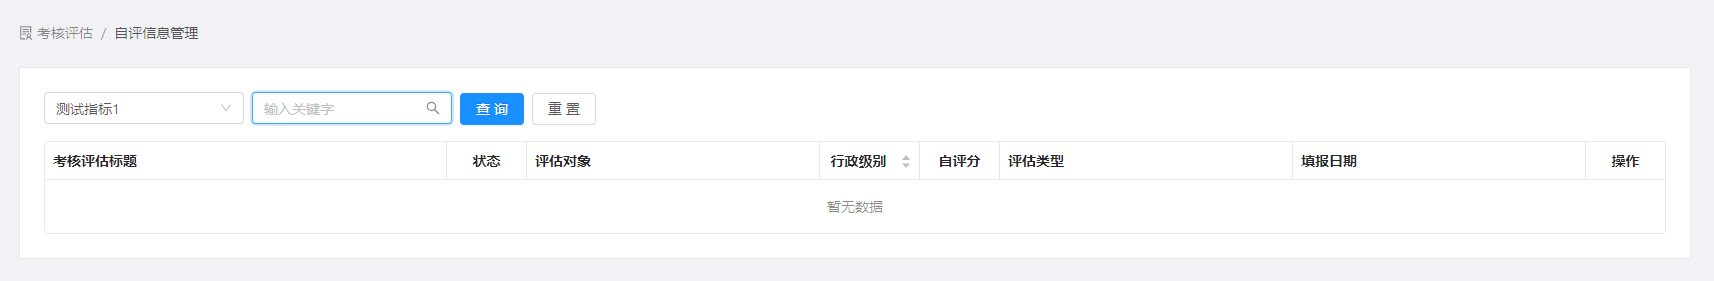 考核评估 / 自评信息管理
测试指标1 输入关键字 查 询 重 置
考核评估标题 状态 评估对象 行政级别 自评分 评估类型 填报日期 操作
暂无数据